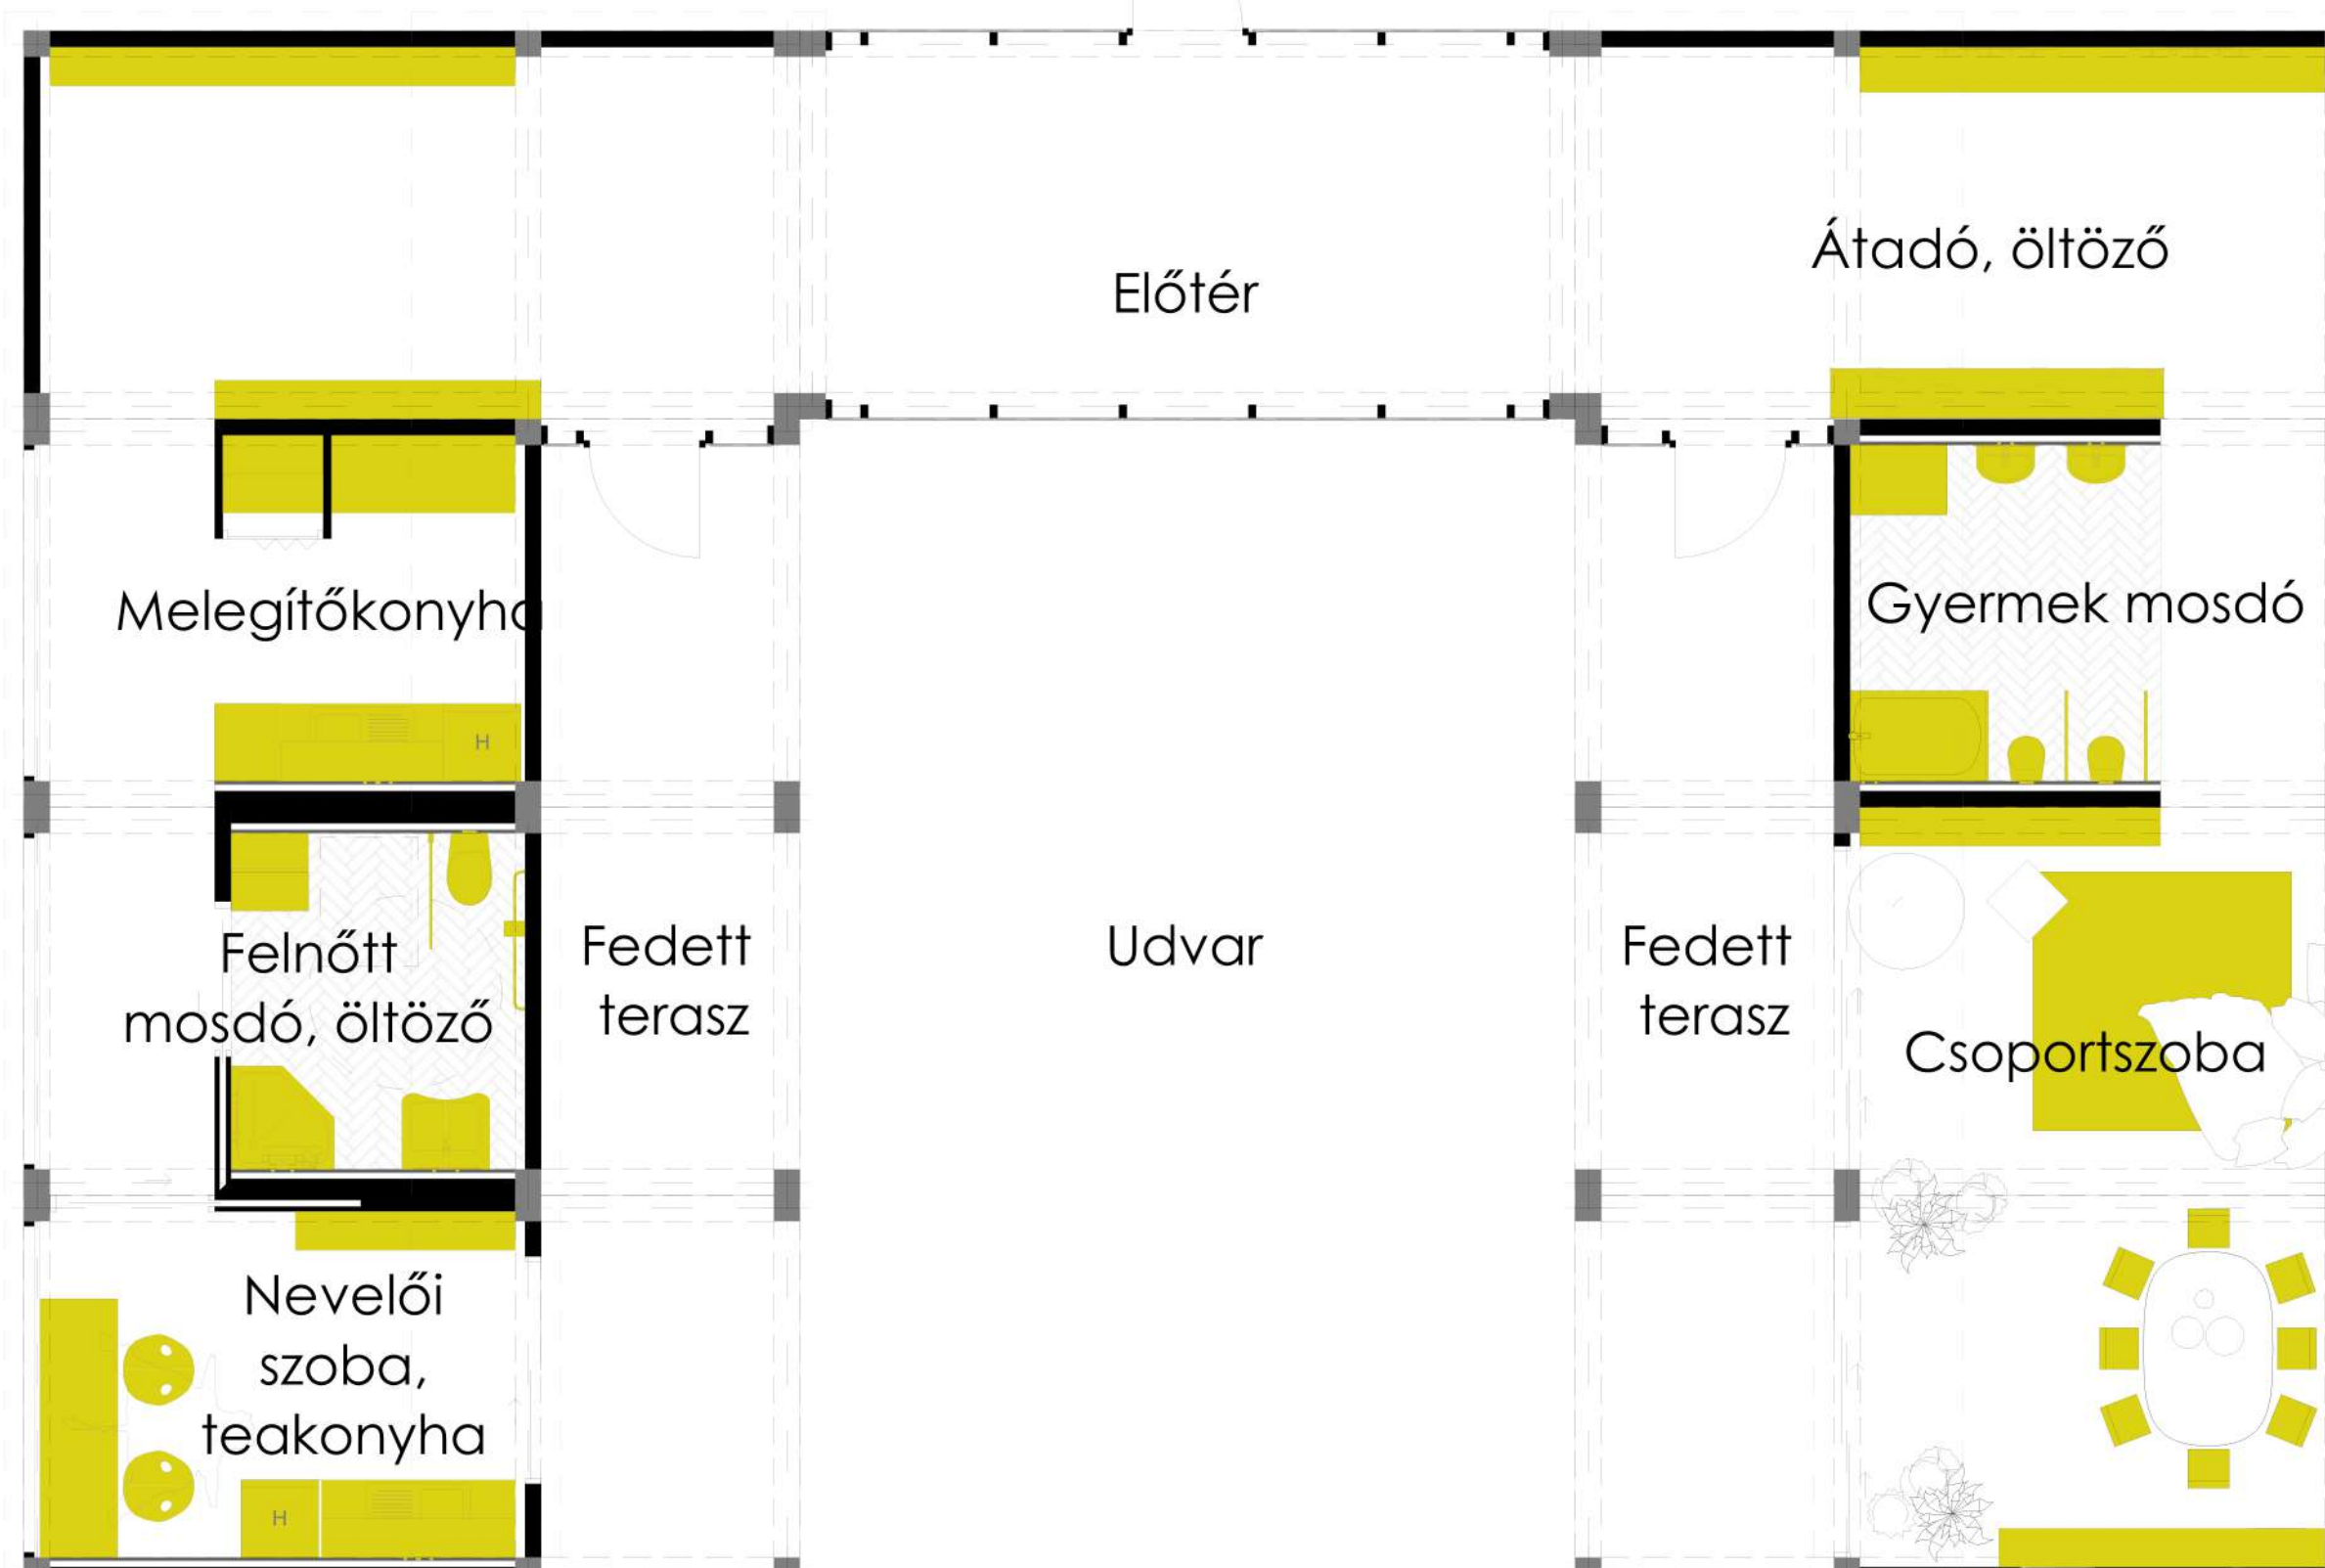 Átadó, öltöző
Előtér
Melegítőkonyha
Gyermek mosdó
H
Felnőtt
mosdó, öltöző
Fedett
terasz
Udvar
Fedett
terasz
Csoportszoba
Nevelői
szoba,
teakonyha
H